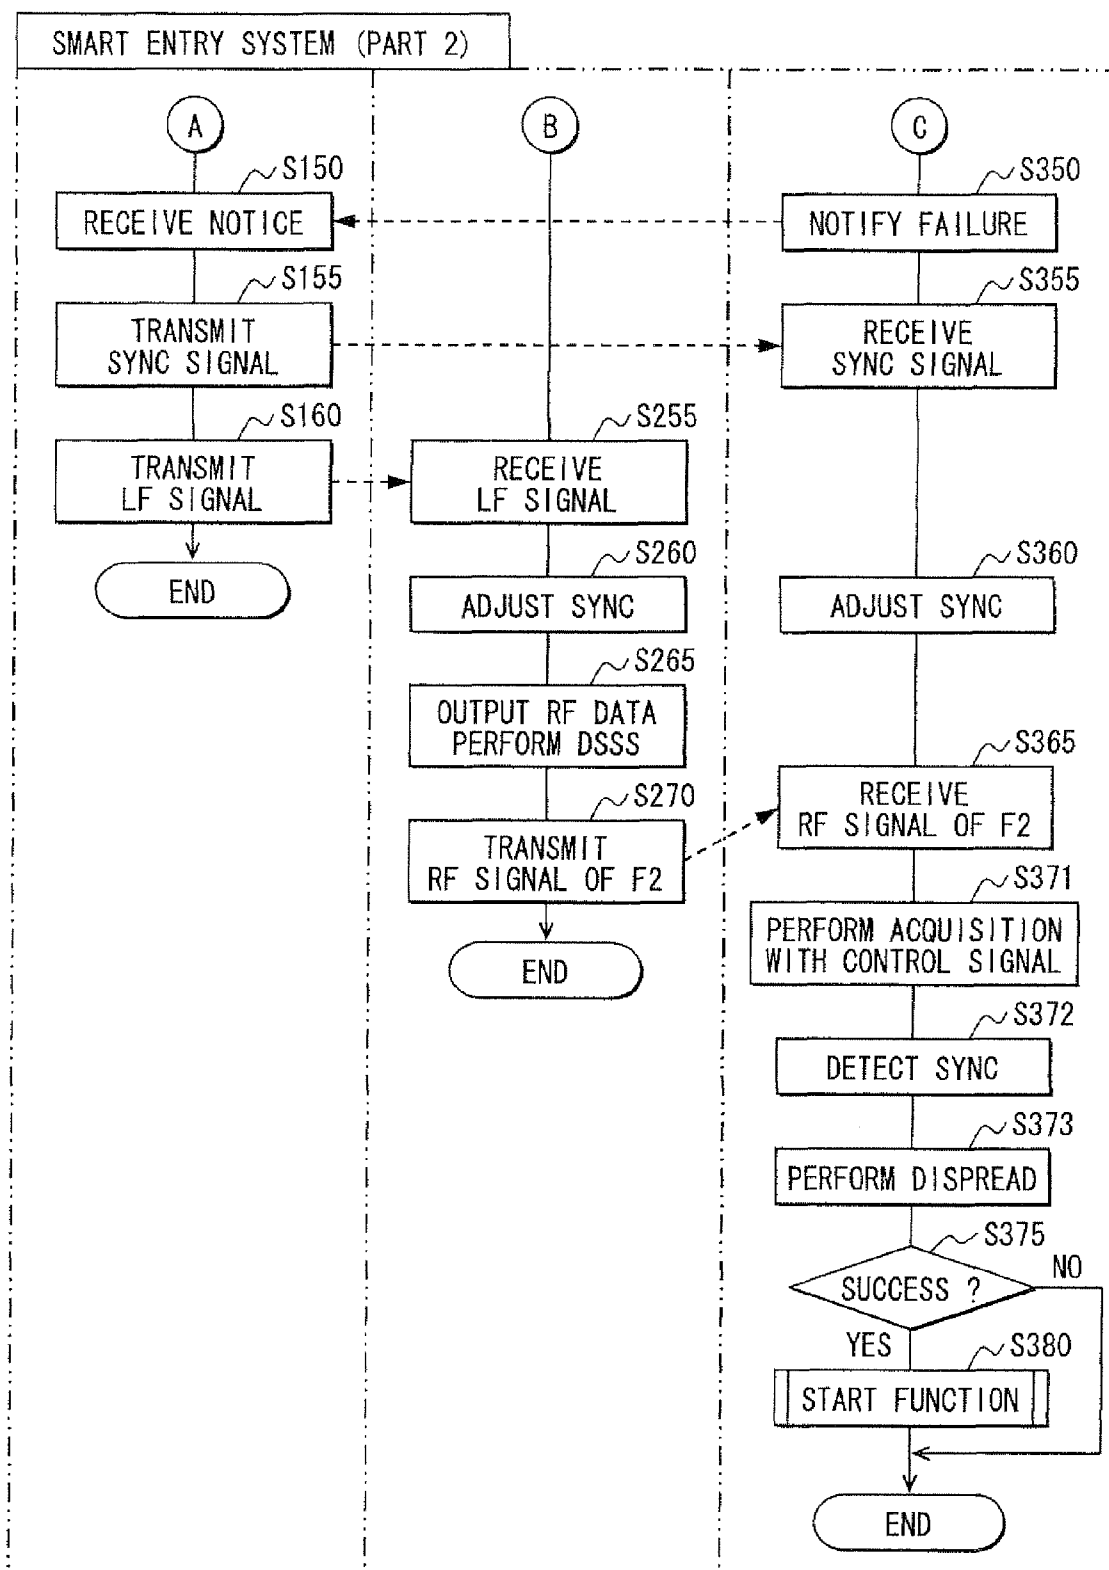 SMART ENTRY SYSTEM (PART 2)
A
B
C
S150
RECEIVE NOTICE
S350
NOTIFY FAILURE
S155
TRANSMIT
SYNC SIGNAL
S355
RECEIVE
SYNC SIGNAL
S160
TRANSMIT
LF SIGNAL
S255
RECEIVE
LF SIGNAL
END
S260
ADJUST SYNC
S360
ADJUST SYNC
S265
OUTPUT RF DATA
PERFORM DSSS
S270
TRANSMIT
RF SIGNAL OF F2
S365
RECEIVE
RF SIGNAL OF F2
END
S371
PERFORM ACQUISITION
WITH CONTROL SIGNAL
S372
DETECT SYNC
S373
PERFORM DISPREAD
S375
SUCCESS ?
NO
YES
S380
START FUNCTION
END